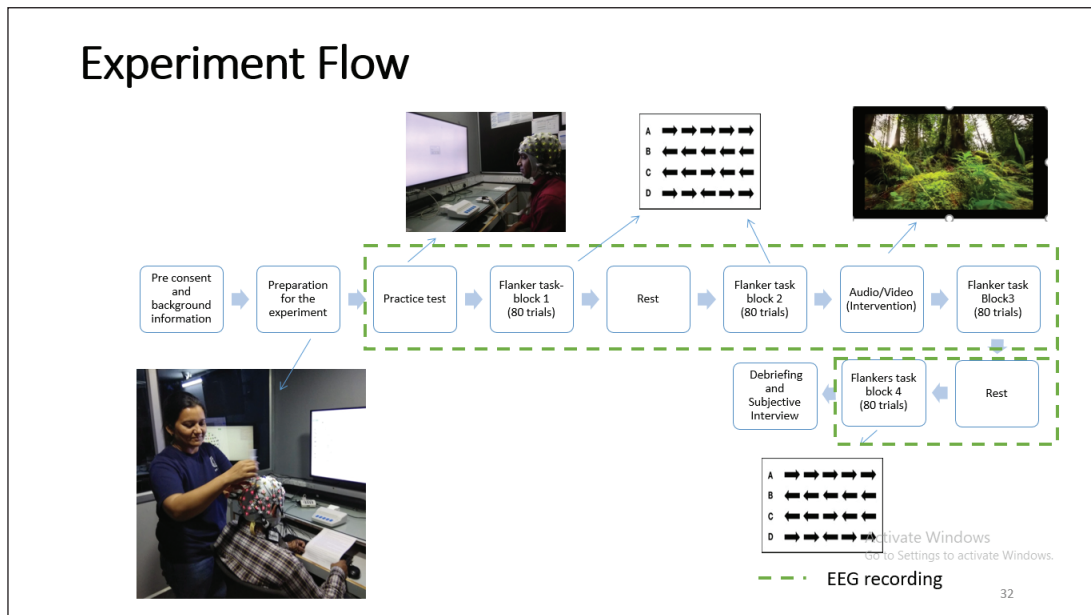 Experiment Flow
A
B
C
D
Pre consent
and
background
information
Preparation
for the
experiment
Practice test
Flanker task-
block 1
(80 trials)
Rest
Flanker task
block 2
(80 trials)
Audio/Video
(Intervention)
Flanker task
Block3
(80 trials)
Debriefing
and
Subjective
Interview
Flankers task
block 4
(80 trials)
Rest
A
B
C
D
Activate Windows
Go to Settings to activate Windows.
EEG recording
32